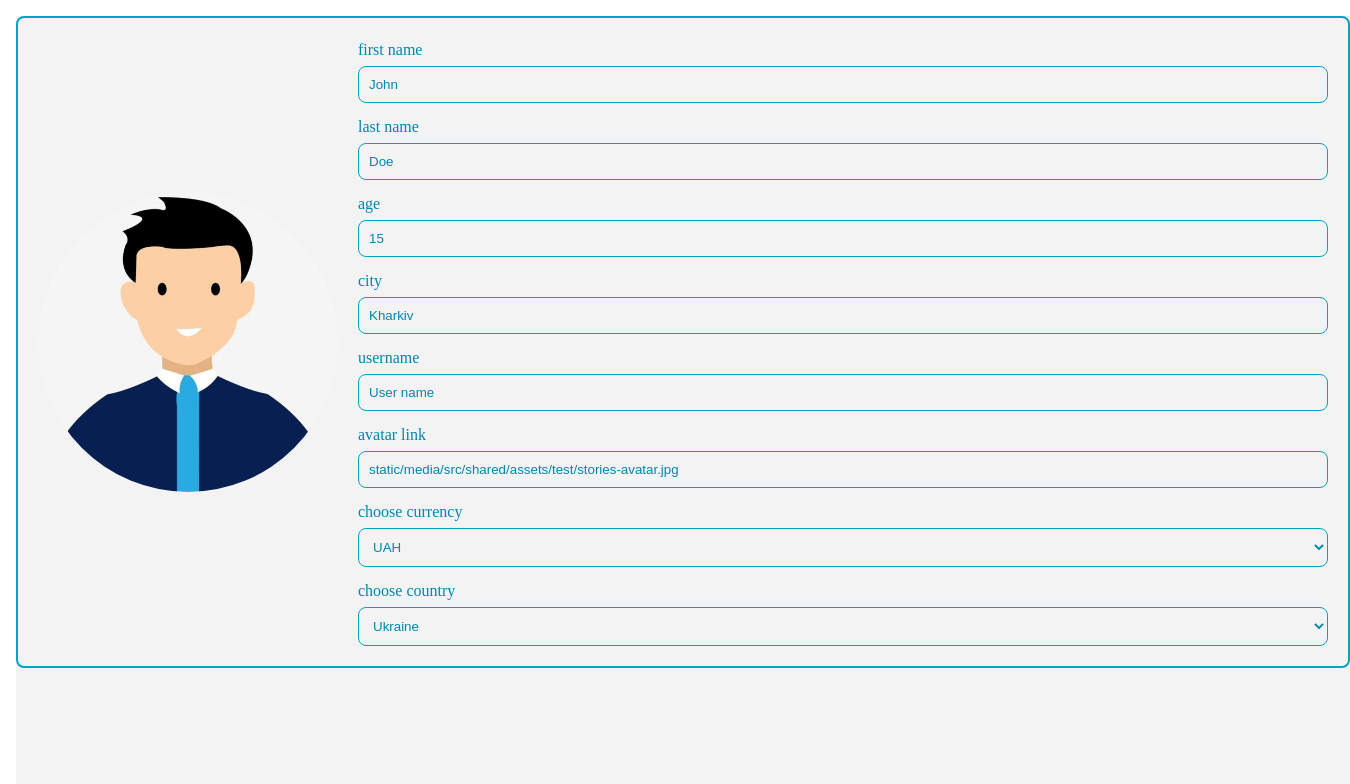 first name
John
last name
Doe
age
15
city
Kharkiv
username
User name
avatar link
static/media/src/shared/assets/test/stories-avatar.jpg
choose currency
UAH
choose country
Ukraine